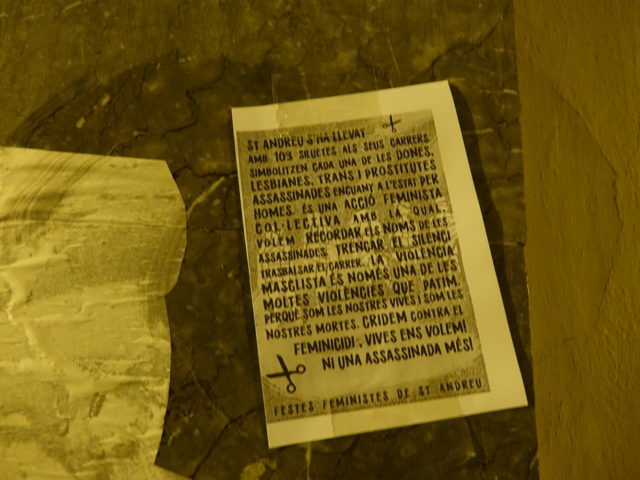 ST ANDREU S'HA LLEVAT
AMB 103 SILUETES ALS SEUS CARRERS.
SIMBOLITZEN CADA UNA DE LES DONES,
LESBIANES, TRANS I PROSTITUTES
ASSASSINADES ENGUANY A L'ESTAT PER
HOMES. ÉS UNA ACCIÓ FEMINISTA
COL·LECTIVA AMB LA QUAL
VOLEM RECORDAR ELS NOMS DE LES
ASSASSINADES, TRENCAR EL SILENCI
TRASBALSAR EL CARRER. LA VIOLÈNCIA
MASCLISTA ÉS NOMÉS UNA DE LES
MOLTES VIOLÈNCIES QUE PATIM.
PERQUÈ SOM LES NOSTRES VIVES I SOM LES
NOSTRES MORTES. CRIDEM CONTRA EL
FEMINICIDI. VIVES ENS VOLEM!
NI UNA ASSASSINADA MÉS!
FESTES FEMINISTES DE ST ANDREU